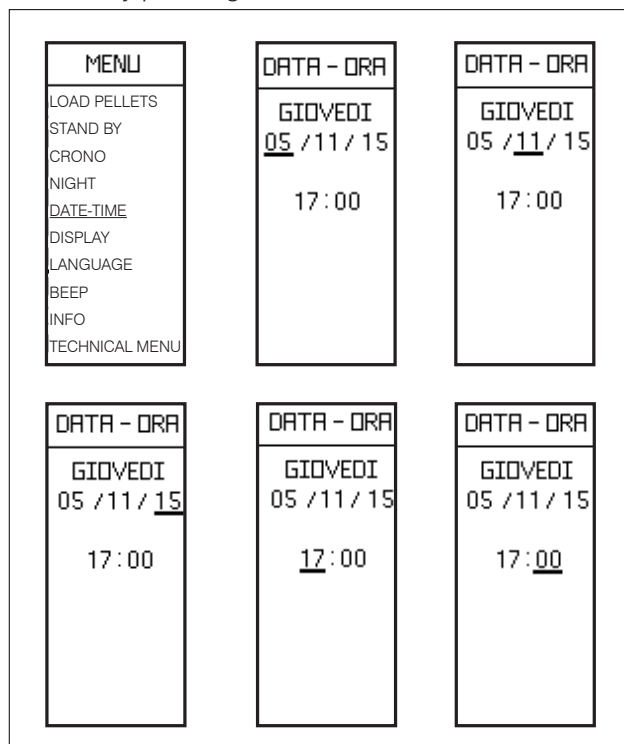 MENU
LOAD PELLETS
STAND BY
CRONO
NIGHT
DATE-TIME
DISPLAY
LANGUAGE
BEEP
INFO
TECHNICAL MENU
DATA - ORA
GIOVEDI
05 / 11 / 15
17:00
DATA - ORA
GIOVEDI
05 / 11 / 15
17:00
DATA - ORA
GIOVEDI
05 / 11 / 15
17:00
DATA - ORA
GIOVEDI
05 / 11 / 15
17:00
DATA - ORA
GIOVEDI
05 / 11 / 15
17:00